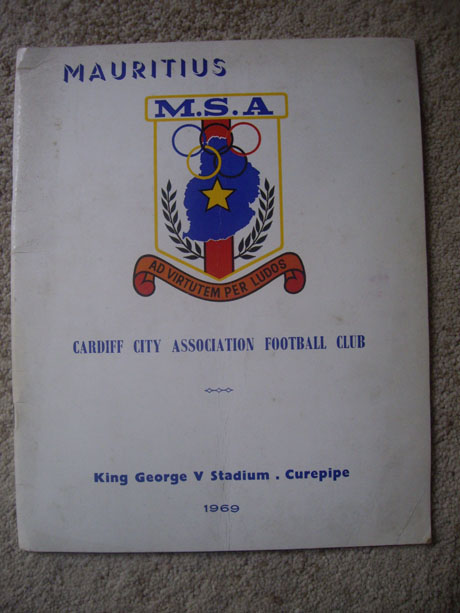 MAURITIUS
M.S.A
AD VIRTUTEM PER LUDOS
CARDIFF CITY ASSOCIATION FOOTBALL CLUB
King George V Stadium . Curepipe
1969